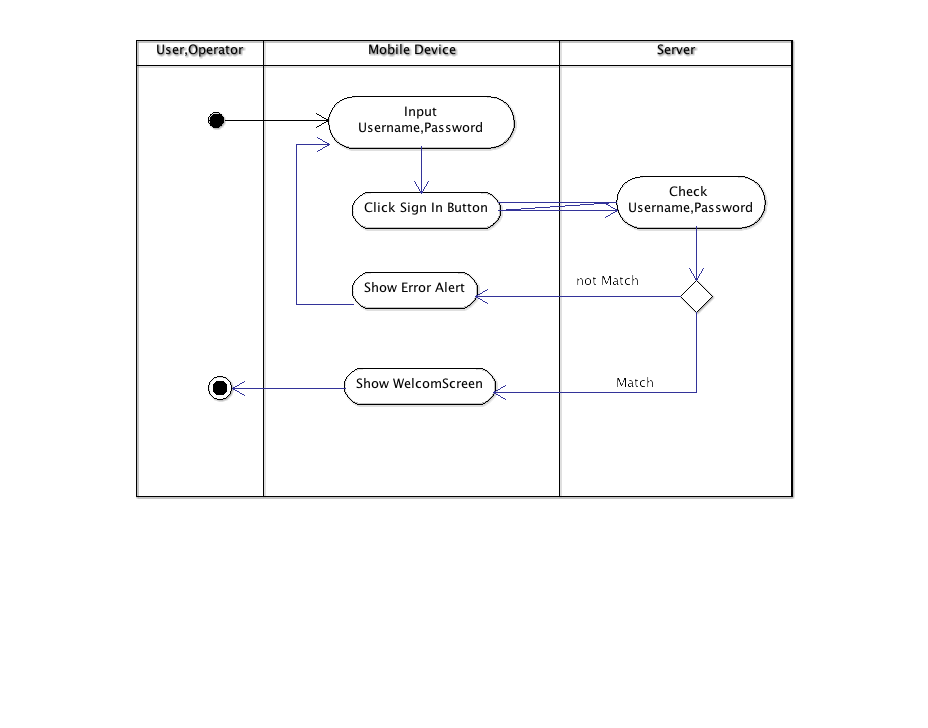 User,Operator
Mobile Device
Server
Input
Username,Password
Click Sign In Button
Check
Username,Password
not Match
Show Error Alert
Match
Show WelcomScreen